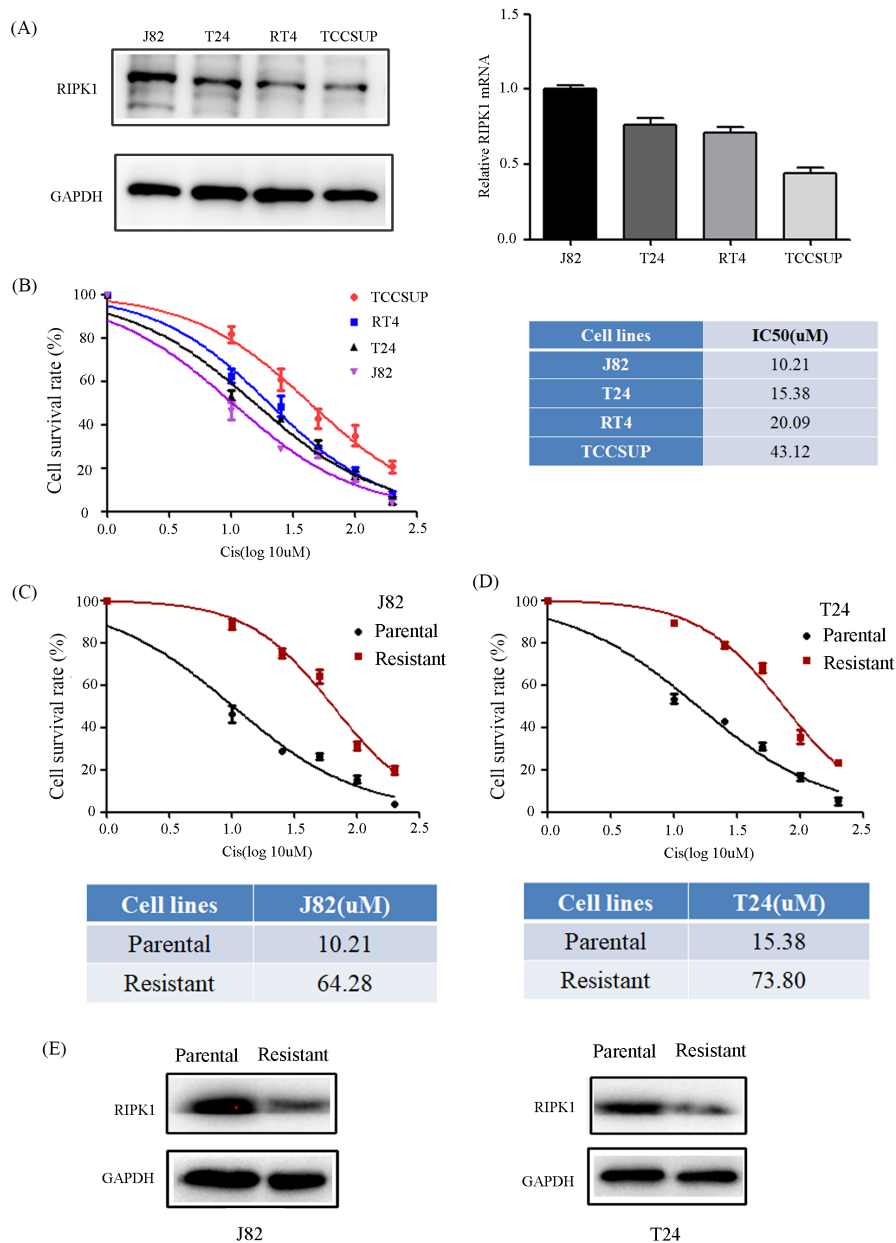 (A)
J82 T24 RT4 TCCSUP
RIPK1
GAPDH
Relative RIPK1 mRNA
1.5
1.0
0.5
0.0
J82 T24 RT4 TCCSUP
(B)
Cell survival rate (%)
100
80
60
40
20
0
0.0 0.5 1.0 1.5 2.0 2.5
Cis(log 10uM)
TCCSUP
RT4
T24
J82
Cell lines IC50(uM)
J82 10.21
T24 15.38
RT4 20.09
TCCSUP 43.12
(C)
Cell survival rate (%)
100
80
60
40
20
0
0.0 0.5 1.0 1.5 2.0 2.5
Cis(log 10uM)
J82
Parental
Resistant
Cell lines J82(uM)
Parental 10.21
Resistant 64.28
(D)
Cell survival rate (%)
100
80
60
40
20
0
0.0 0.5 1.0 1.5 2.0 2.5
Cis(log 10uM)
T24
Parental
Resistant
Cell lines T24(uM)
Parental 15.38
Resistant 73.80
(E)
Parental Resistant
RIPK1
GAPDH
J82
Parental Resistant
RIPK1
GAPDH
T24